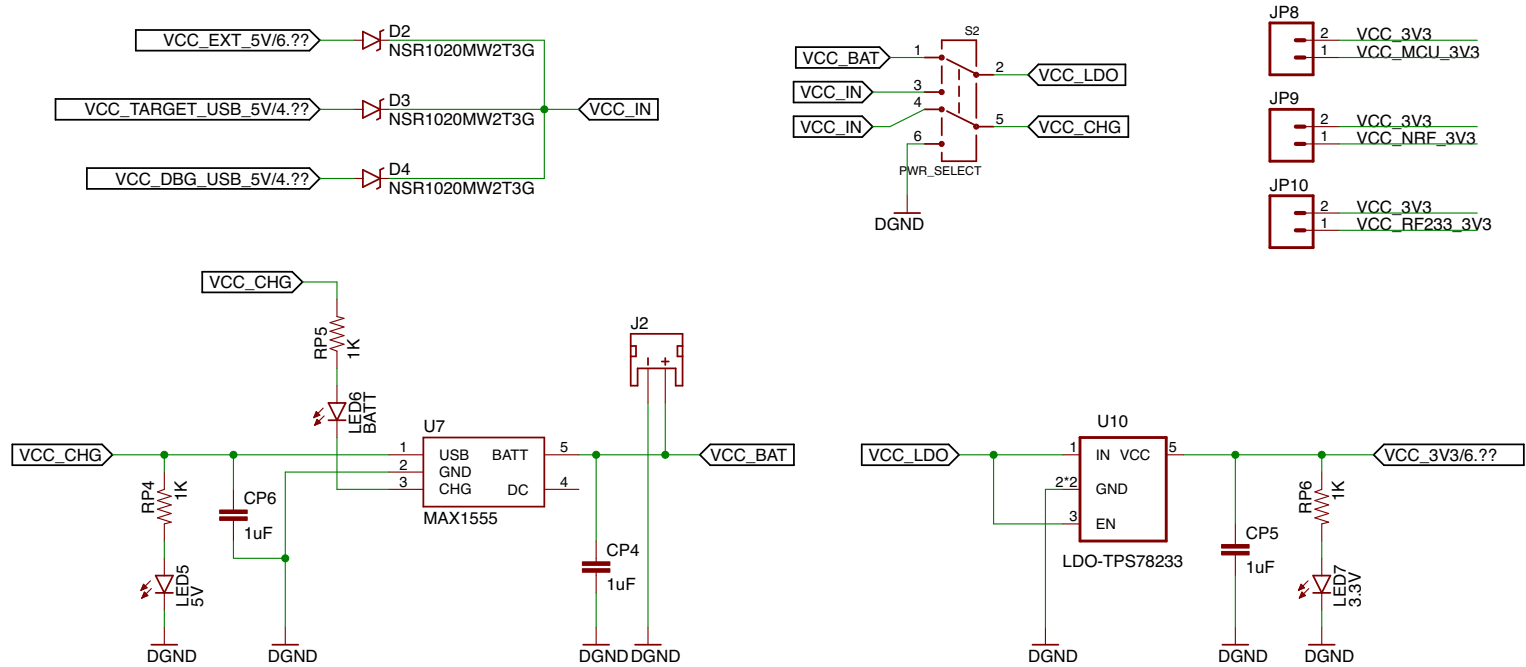 VCC_EXT_5V/6.??
D2
NSR1020MW2T3G
VCC_TARGET_USB_5V/4.??
D3
NSR1020MW2T3G
VCC_IN
VCC_DBG_USB_5V/4.??
D4
NSR1020MW2T3G
S2
VCC_BAT
1
2
VCC_LDO
VCC_IN
3
4
VCC_IN
5
VCC_CHG
6
PWR_SELECT
DGND
JP8
2 VCC_3V3
1 VCC_MCU_3V3
JP9
2 VCC_3V3
1 VCC_NRF_3V3
JP10
2 VCC_3V3
1 VCC_RF233_3V3
VCC_CHG
RP5
1K
LED6
BATT
J2
- +
VCC_CHG
RP4
1K
LED5
5V
DGND
CP6
1uF
DGND
U7
1 USB BATT 5
2 GND
3 CHG DC 4
MAX1555
VCC_BAT
CP4
1uF
DGND
DGND
VCC_LDO
U10
1 IN VCC 5
2*2 GND
3 EN
LDO-TPS78233
DGND
VCC_3V3/6.??
CP5
1uF
DGND
RP6
1K
LED7
3.3V
DGND